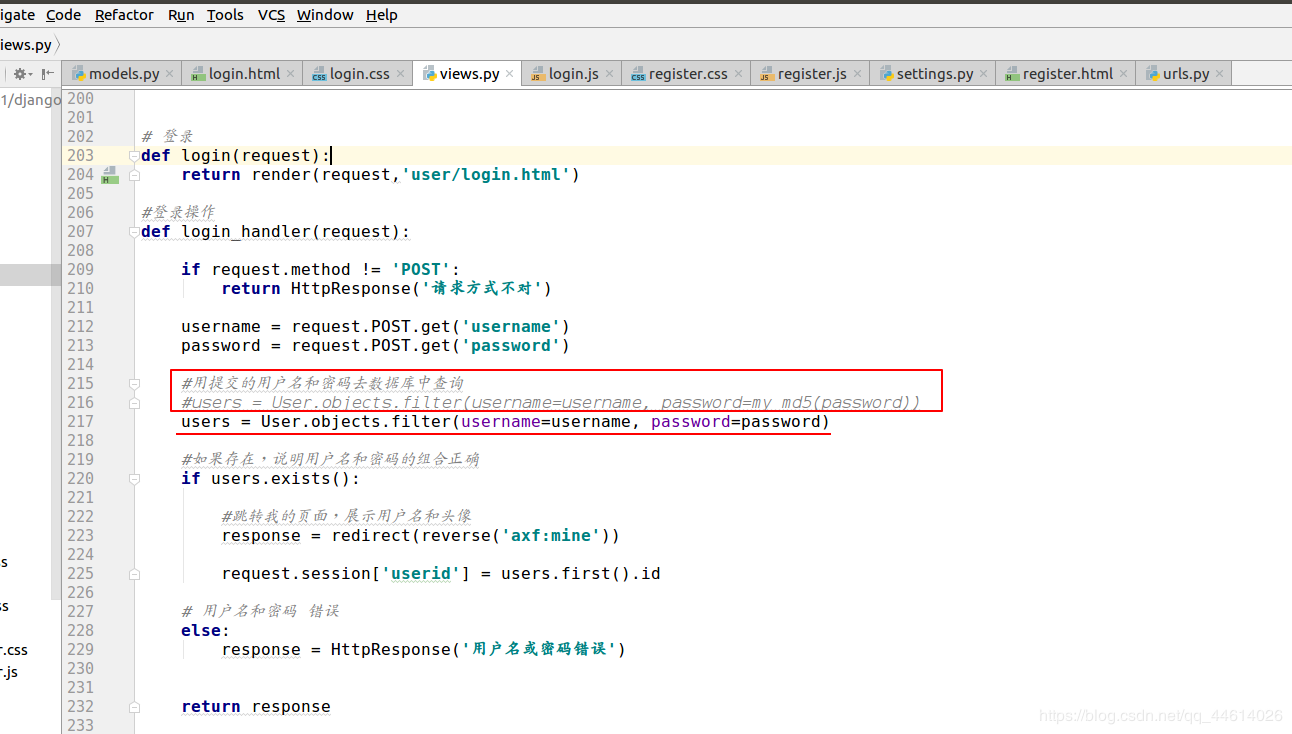 igate Code Refactor Run Tools VCS Window Help
iews.py
models.py login.html login.css views.py login.js register.css register.js settings.py register.html urls.py
1/django
200
201
202 # 登录
203 def login(request):
204 return render(request,'user/login.html')
205
206 #登录操作
207 def login_handler(request):
208
209 if request.method != 'POST':
210 return HttpResponse('请求方式不对')
211
212 username = request.POST.get('username')
213 password = request.POST.get('password')
214
215 #用提交的用户名和密码去数据库中查询
216 #users = User.objects.filter(username=username, password=my_md5(password))
217 users = User.objects.filter(username=username, password=password)
218
219 #如果存在，说明用户名和密码的组合正确
220 if users.exists():
221
222 #跳转我的页面，展示用户名和头像
223 response = redirect(reverse('axf:mine'))
224
225 request.session['userid'] = users.first().id
226
227 # 用户名和密码 错误
228 else:
229 response = HttpResponse('用户名或密码错误')
230
231
232 return response
233
s
ss
r.css
r.js
https://blog.csdn.net/qq_44614026